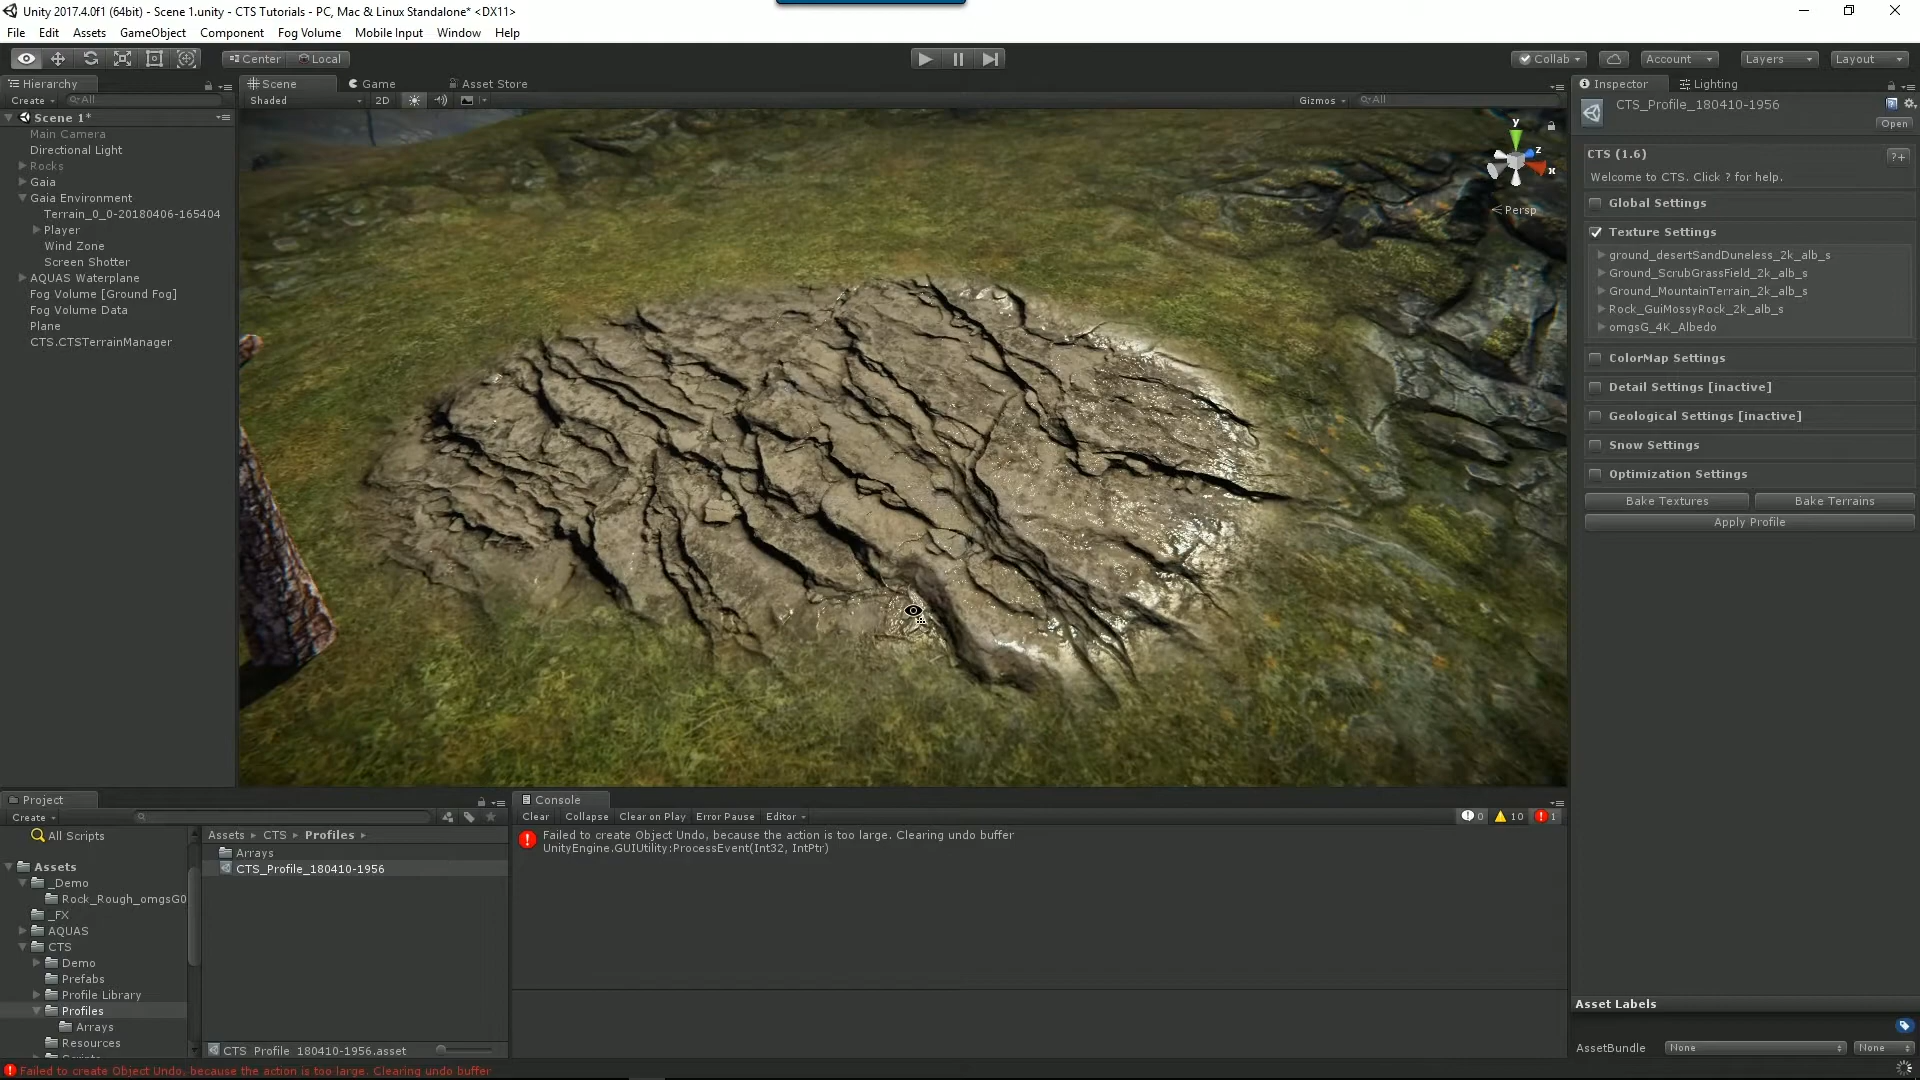 Unity 2017.4.0f1 (64bit) - Scene 1.unity - CTS Tutorials - PC, Mac & Linux Standalone* <DX11>
File Edit Assets GameObject Component Fog Volume Mobile Input Window Help
Center Local
Collab Account Layers Layout
Hierarchy
Create All
Scene 1*
Main Camera
Directional Light
Rocks
Gaia
Gaia Environment
Terrain_0_0-20180406-165404
Player
Wind Zone
Screen Shotter
AQUAS Waterplane
Fog Volume [Ground Fog]
Fog Volume Data
Plane
CTS.CTSTerrainManager
Scene Game Asset Store
Shaded 2D Gizmos All
y
z
x
Persp
Inspector Lighting
CTS_Profile_180410-1956
Open
CTS (1.6)
?+
Welcome to CTS. Click ? for help.
Global Settings
Texture Settings
ground_desertSandDuneless_2k_alb_s
Ground_ScrubGrassField_2k_alb_s
Ground_MountainTerrain_2k_alb_s
Rock_GuiMossyRock_2k_alb_s
omgsG_4K_Albedo
ColorMap Settings
Detail Settings [inactive]
Geological Settings [inactive]
Snow Settings
Optimization Settings
Bake Textures Bake Terrains
Apply Profile
Asset Labels
AssetBundle None None
Project
Create
All Scripts
Assets
_Demo
Rock_Rough_omgsG0
_FX
AQUAS
CTS
Demo
Prefabs
Profile Library
Profiles
Arrays
Resources
Assets CTS Profiles
Arrays
CTS_Profile_180410-1956
CTS_Profile_180410-1956.asset
Console
Clear Collapse Clear on Play Error Pause Editor
0 10 1
Failed to create Object Undo, because the action is too large. Clearing undo buffer
UnityEngine.GUIUtility:ProcessEvent(Int32, IntPtr)
Failed to create Object Undo, because the action is too large. Clearing undo buffer